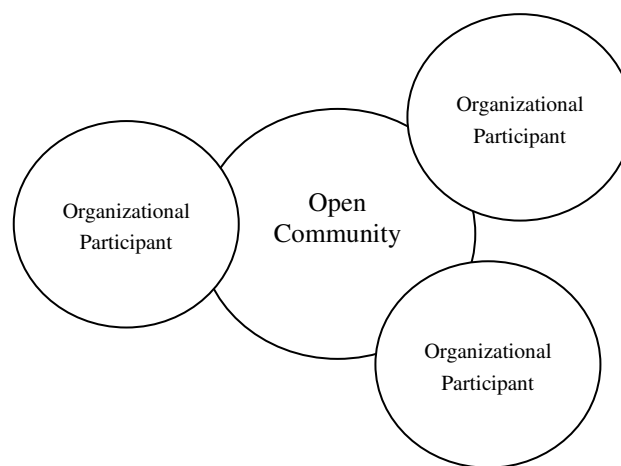 Organizational
Participant
Open
Community
Organizational
Participant
Organizational
Participant